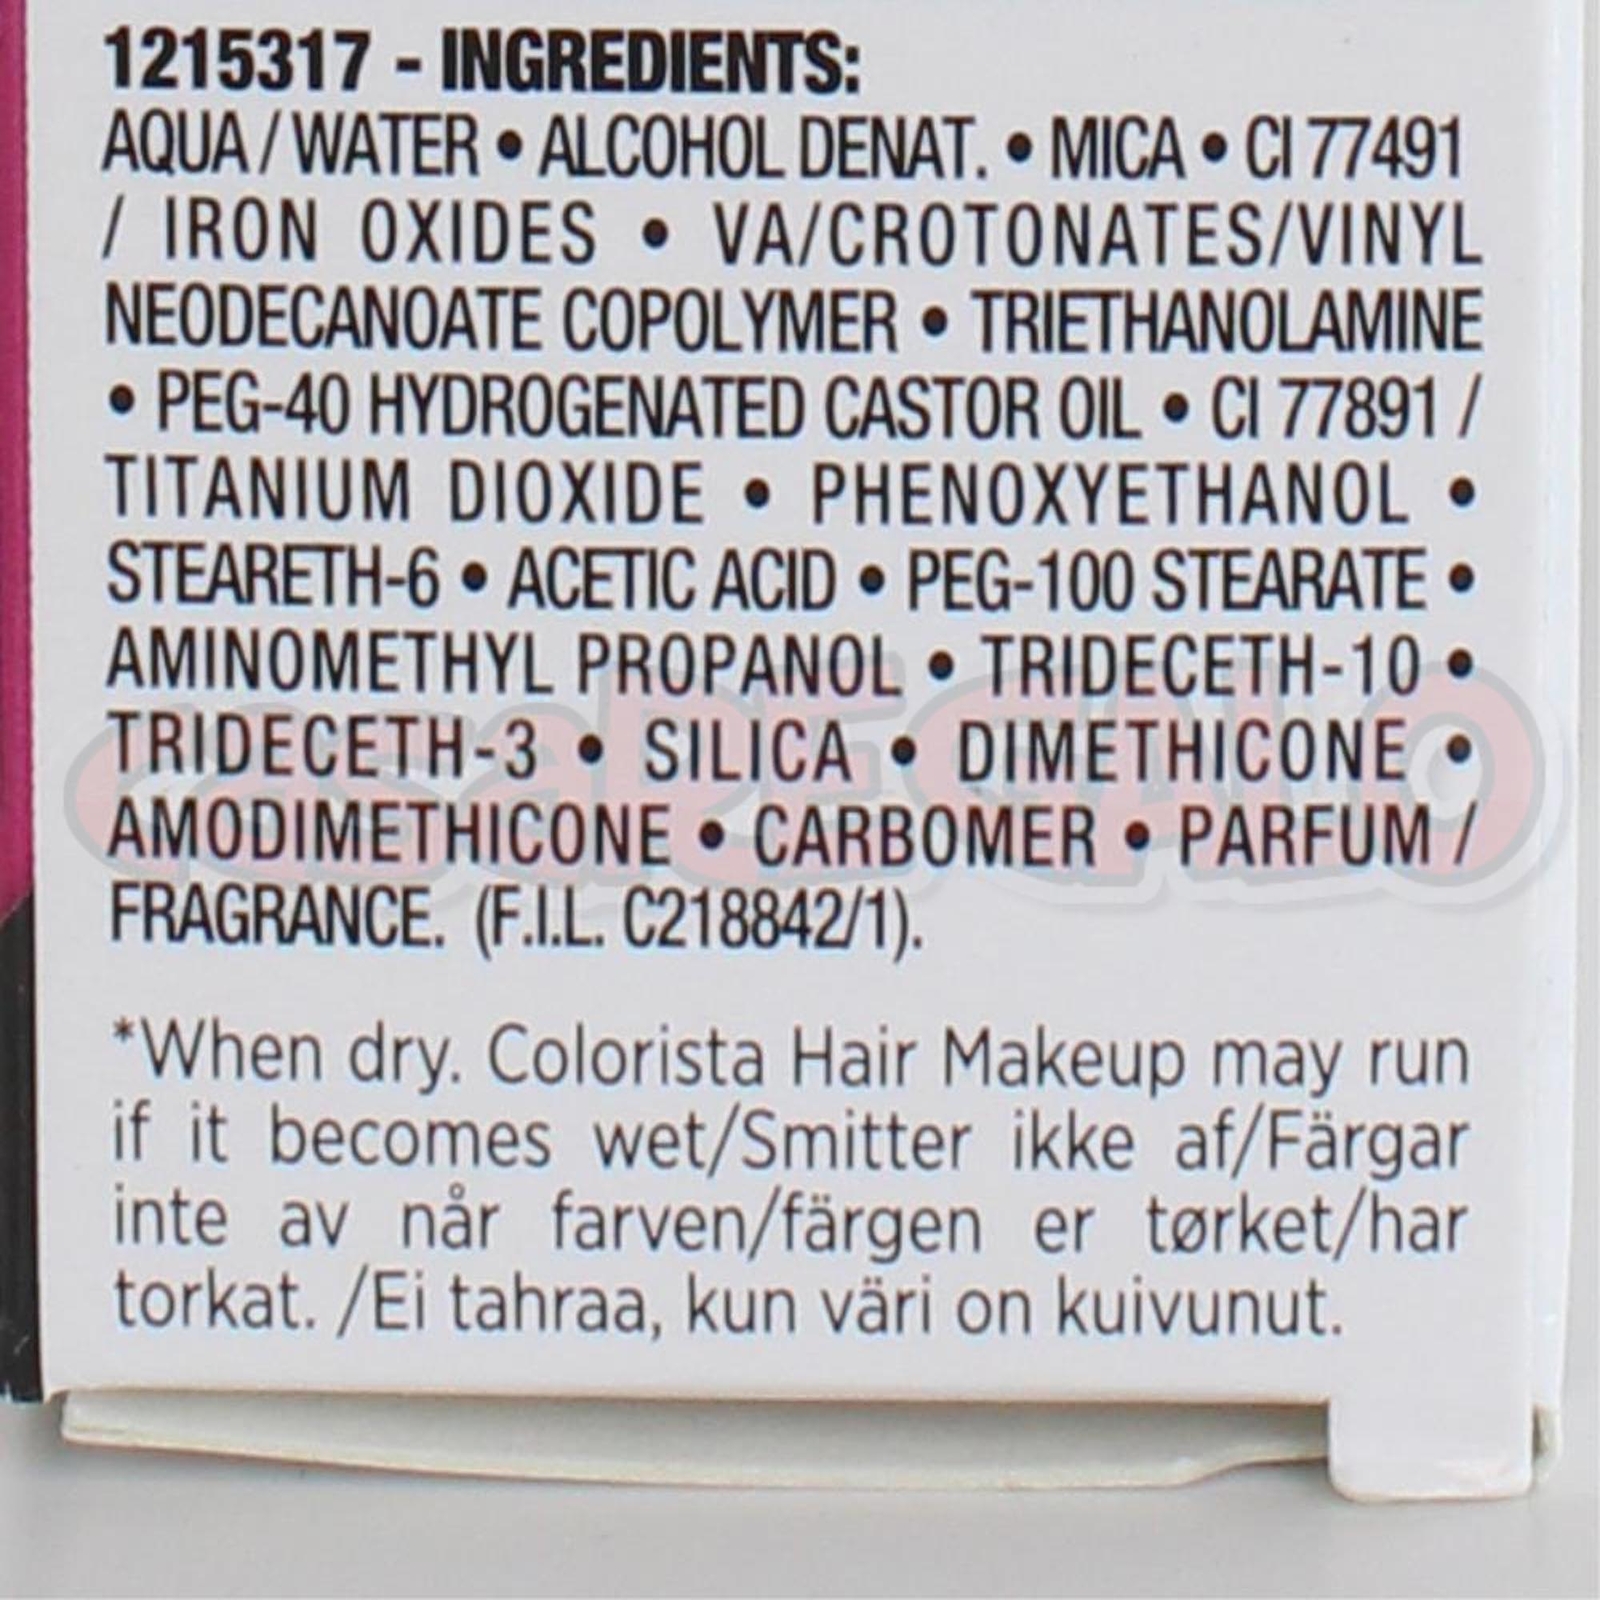 1215317 - INGREDIENTS:
AQUA / WATER • ALCOHOL DENAT. • MICA • CI 77491
/ IRON OXIDES • VA/CROTONATES/VINYL
NEODECANOATE COPOLYMER • TRIETHANOLAMINE
• PEG-40 HYDROGENATED CASTOR OIL • CI 77891 /
TITANIUM DIOXIDE • PHENOXYETHANOL •
STEARETH-6 • ACETIC ACID • PEG-100 STEARATE •
AMINOMETHYL PROPANOL • TRIDECETH-10 •
TRIDECETH-3 • SILICA • DIMETHICONE •
AMODIMETHICONE • CARBOMER • PARFUM /
FRAGRANCE. (F.I.L. C218842/1).
casaREGALO
*When dry. Colorista Hair Makeup may run
if it becomes wet/Smitter ikke af/Färgar
inte av når farven/färgen er tørket/har
torkat. /Ei tahraa, kun väri on kuivunut.